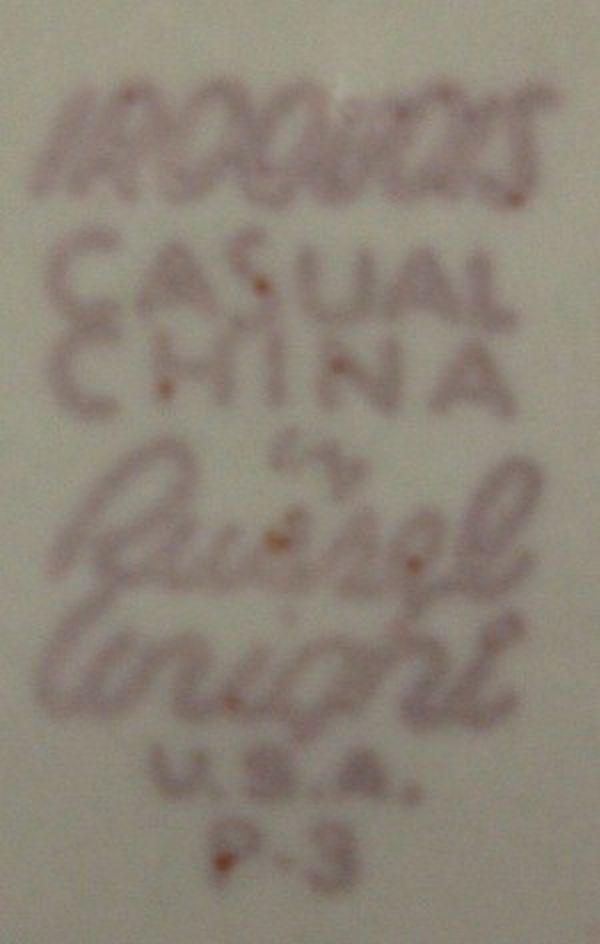 IROQUOIS
CASUAL
CHINA
by
Russel
Wright
U.S.A.
P-3